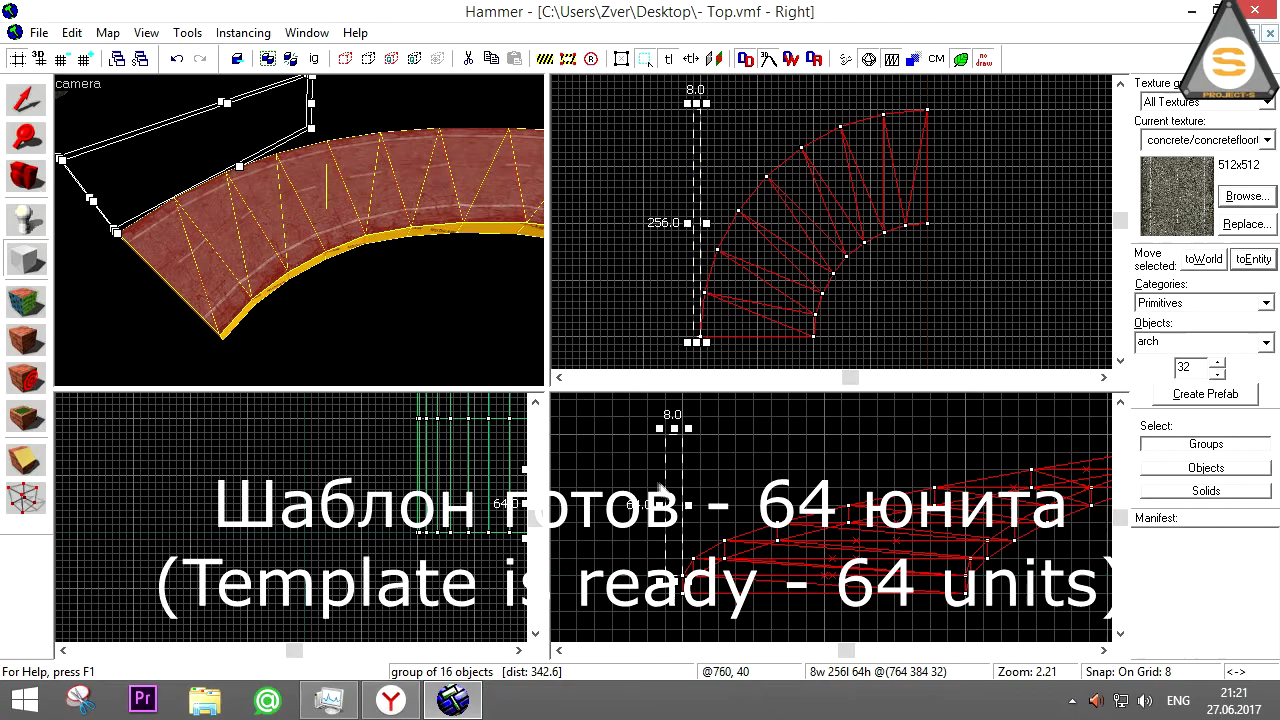 Hammer - [C:\Users\Zver\Desktop\- Top.vmf - Right]
File Edit Map View Tools Instancing Window Help
camera
8.0
256.0
8.0
64.0
Шаблон готов - 64 юнита
(Template is ready - 64 units)
S
PROJECT-S
Texture
All Textures
Current texture:
concrete/concretefloor
512x512
Browse...
Replace...
Move selected:
toWorld
toEntity
Categories:
Primitives
Objects:
arch
32
Create Prefab
Select:
Groups
Objects
Solids
Manifest:
For Help, press F1
group of 16 objects [dist: 342.6]
@760, 40
8w 256l 64h @(764 384 32)
Zoom: 2.21
Snap: On Grid: 8
<->
Pr
ENG
21:21
27.06.2017